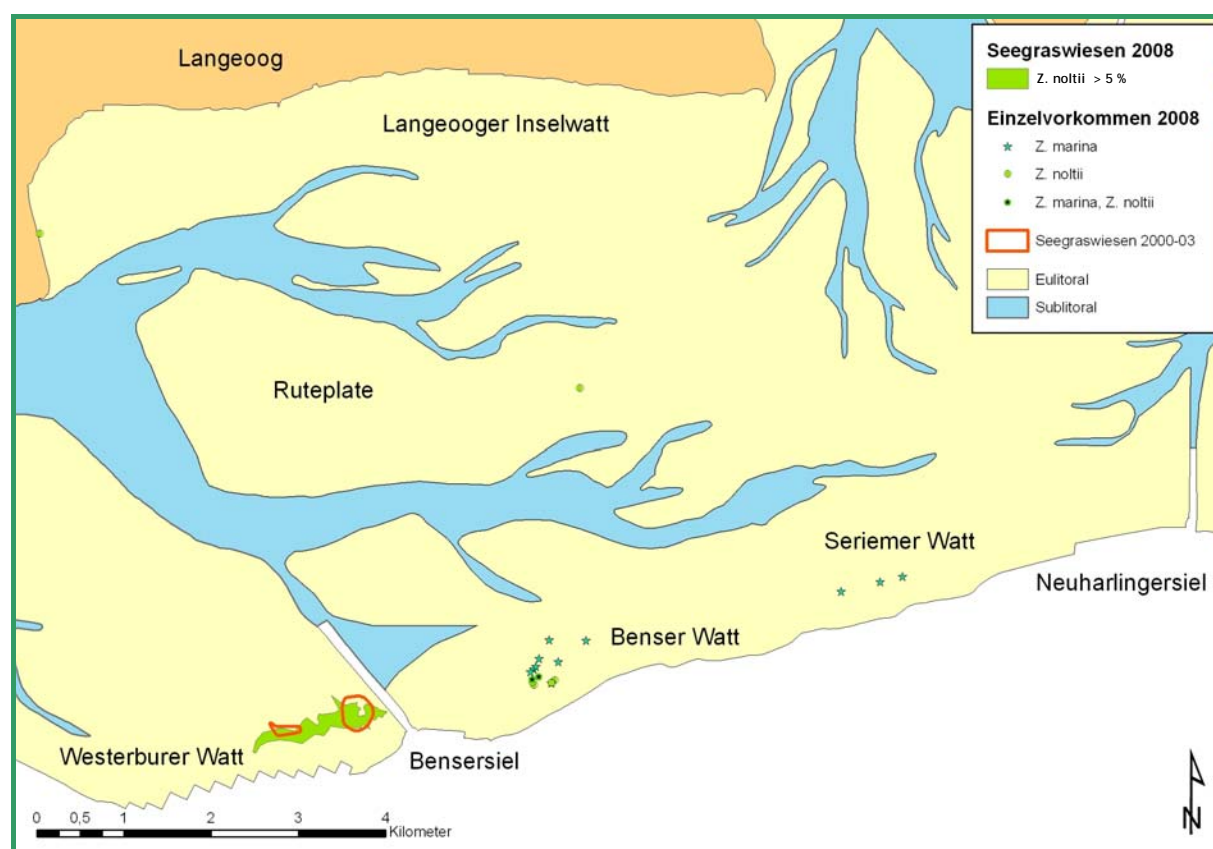 Langeoog
Langeooger Inselwatt
Ruteplate
Seriemer Watt
Neuharlingersiel
Benser Watt
Westerburer Watt
Bensersiel
Seegraswiesen 2008
Z. noltii > 5 %
Einzelvorkommen 2008
Z. marina
Z. noltii
Z. marina, Z. noltii
Seegraswiesen 2000-03
Eulitoral
Sublitoral
0 0,5 1 2 3 4
Kilometer
N